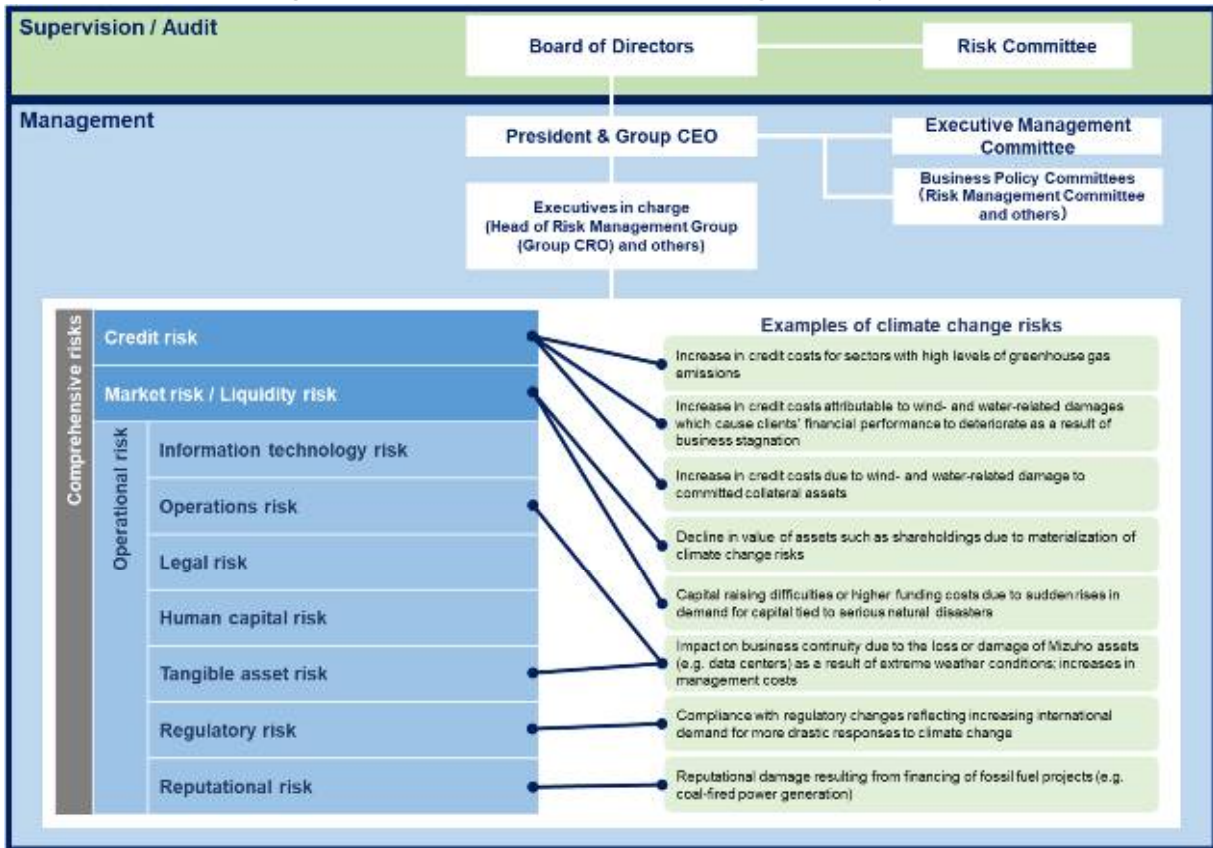 Supervision / Audit
Board of Directors
Risk Committee
Management
President & Group CEO
Executive Management
Committee
Business Policy Committees
(Risk Management Committee
and others)
Executives in charge
(Head of Risk Management Group
(Group CRO) and others)
Comprehensive risks
Credit risk
Market risk / Liquidity risk
Operational risk
Information technology risk
Operations risk
Legal risk
Human capital risk
Tangible asset risk
Regulatory risk
Reputational risk
Examples of climate change risks
Increase in credit costs for sectors with high levels of greenhouse gas
emissions
Increase in credit costs attributable to wind- and water-related damages
which cause clients' financial performance to deteriorate as a result of
business stagnation
Increase in credit costs due to wind- and water-related damage to
committed collateral assets
Decline in value of assets such as shareholdings due to materialization of
climate change risks
Capital raising difficulties or higher funding costs due to sudden rises in
demand for capital tied to serious natural disasters
Impact on business continuity due to the loss or damage of Mizuho assets
(e.g. data centers) as a result of extreme weather conditions; increases in
management costs
Compliance with regulatory changes reflecting increasing international
demand for more drastic responses to climate change
Reputational damage resulting from financing of fossil fuel projects (e.g.
coal-fired power generation)